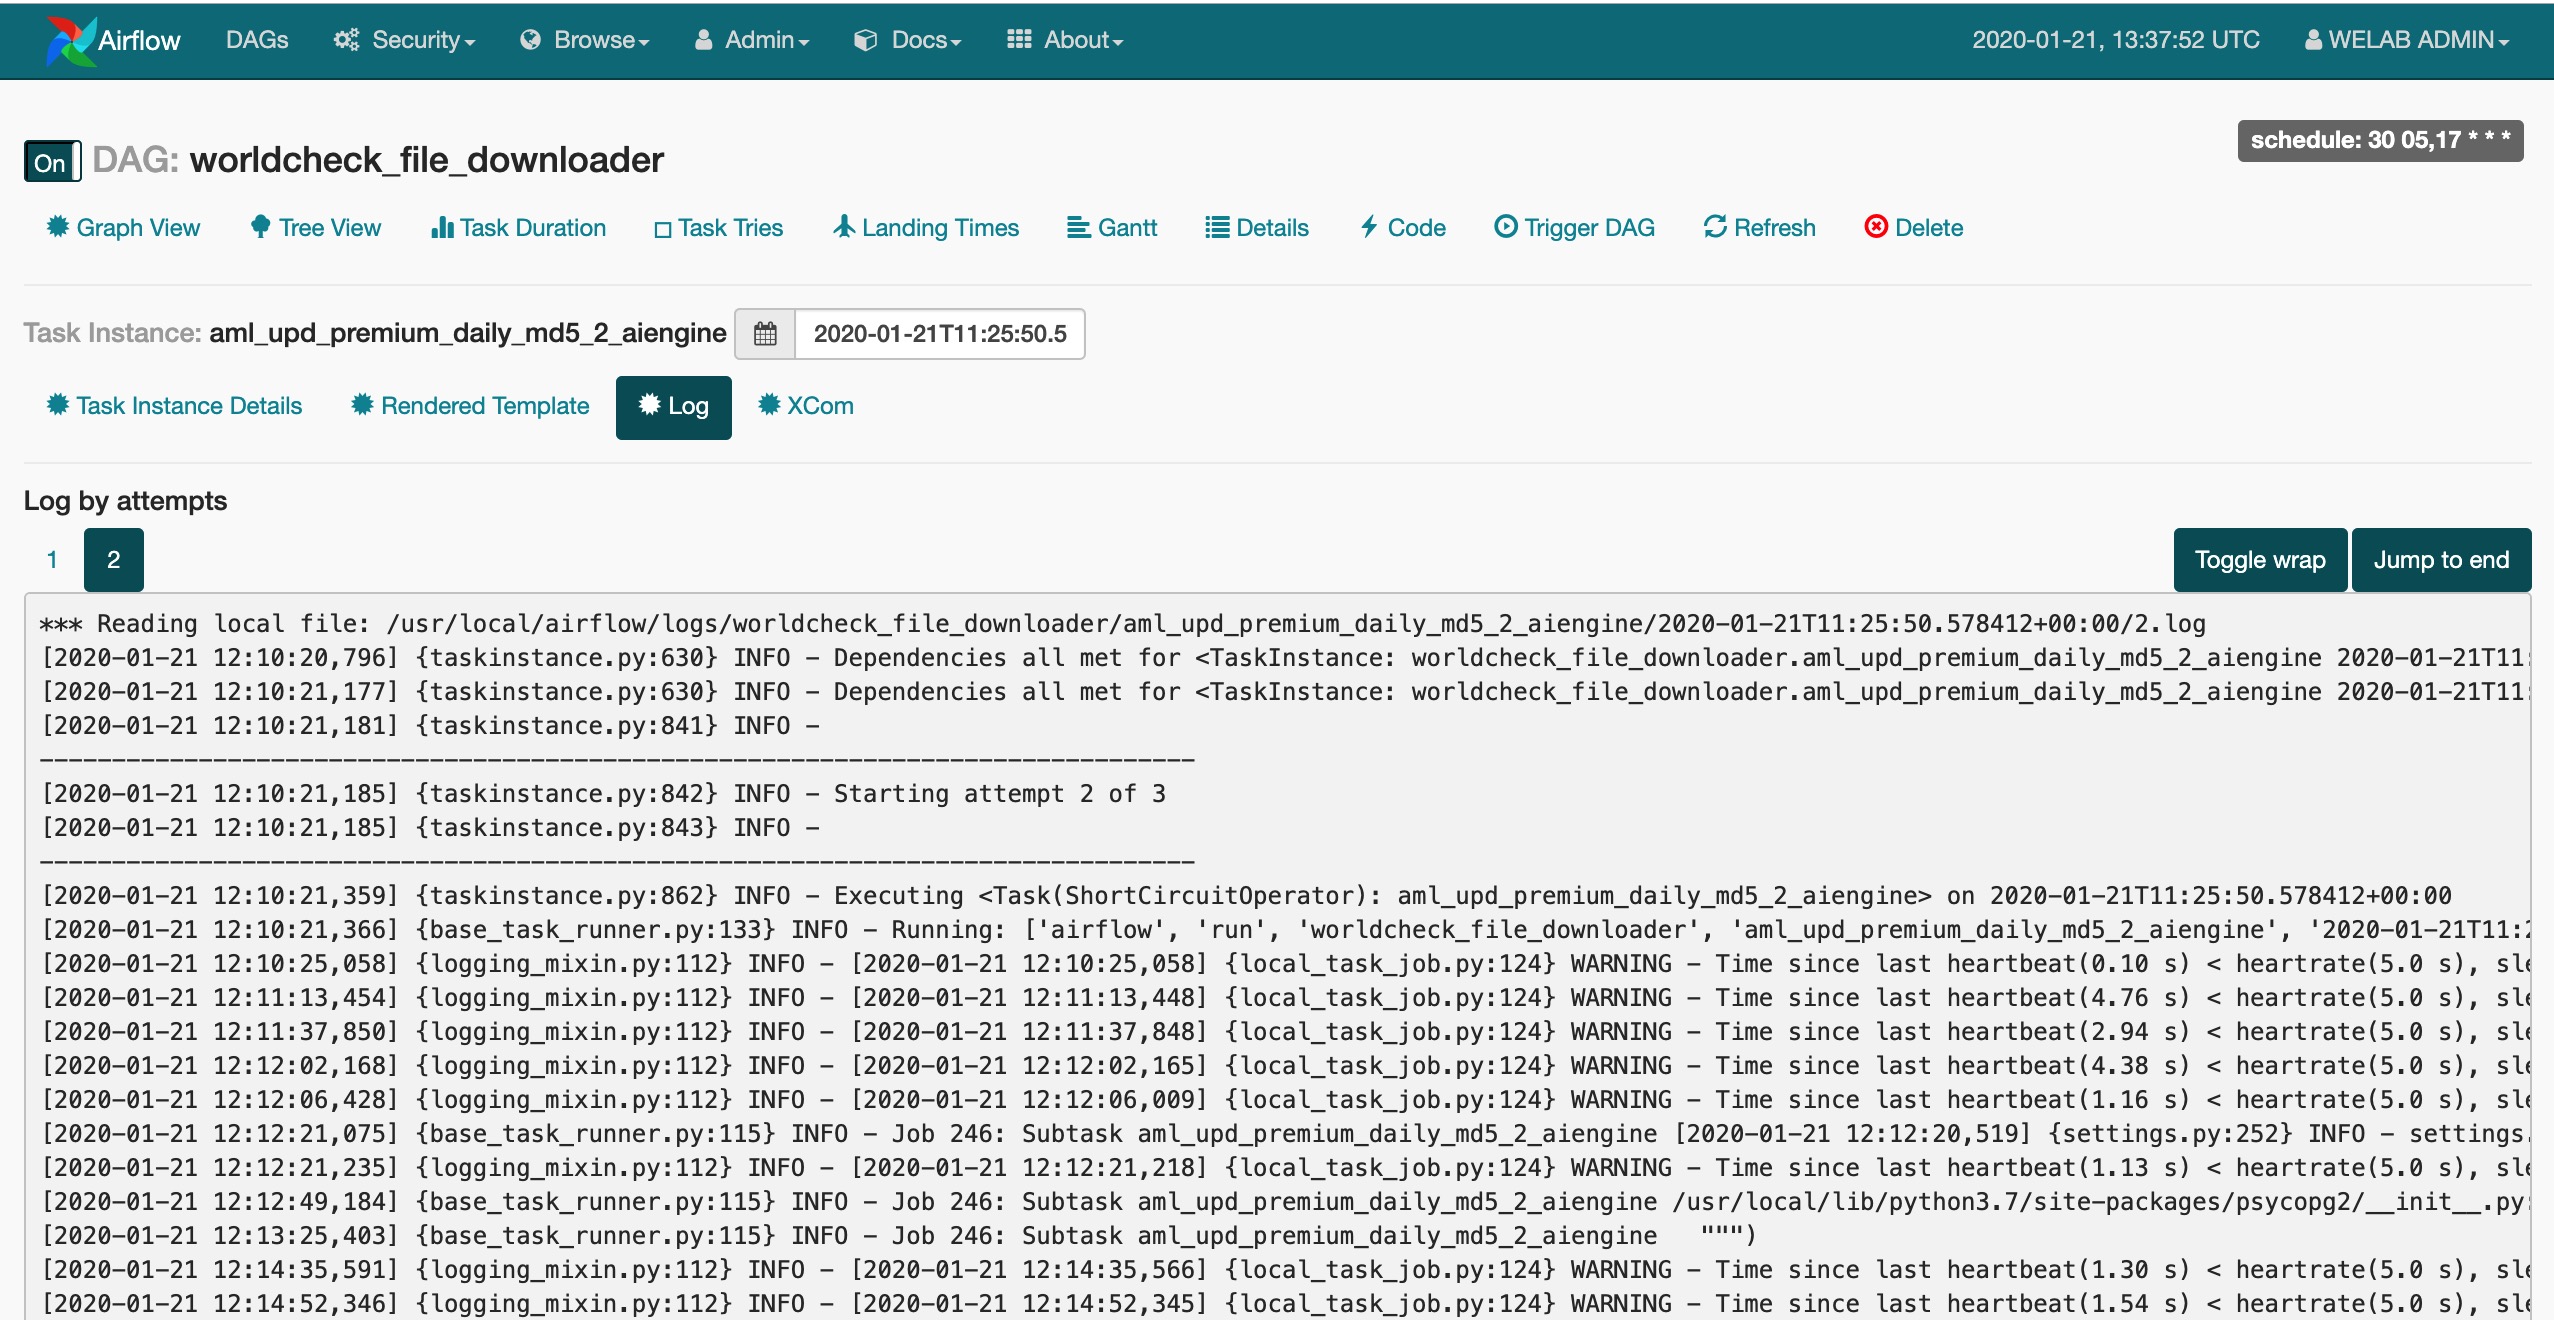 Airflow DAGs Security Browse Admin Docs About 2020-01-21, 13:37:52 UTC WELAB ADMIN
On DAG: worldcheck_file_downloader schedule: 30 05,17 * * *
Graph View Tree View Task Duration Task Tries Landing Times Gantt Details Code Trigger DAG Refresh Delete
Task Instance: aml_upd_premium_daily_md5_2_aiengine 2020-01-21T11:25:50.5
Task Instance Details Rendered Template Log XCom
Log by attempts
1 2 Toggle wrap Jump to end
*** Reading local file: /usr/local/airflow/logs/worldcheck_file_downloader/aml_upd_premium_daily_md5_2_aiengine/2020-01-21T11:25:50.578412+00:00/2.log
[2020-01-21 12:10:20,796] {taskinstance.py:630} INFO - Dependencies all met for <TaskInstance: worldcheck_file_downloader.aml_upd_premium_daily_md5_2_aiengine 2020-01-21T11:
[2020-01-21 12:10:21,177] {taskinstance.py:630} INFO - Dependencies all met for <TaskInstance: worldcheck_file_downloader.aml_upd_premium_daily_md5_2_aiengine 2020-01-21T11:
[2020-01-21 12:10:21,181] {taskinstance.py:841} INFO -
--------------------------------------------------------------------------------
[2020-01-21 12:10:21,185] {taskinstance.py:842} INFO - Starting attempt 2 of 3
[2020-01-21 12:10:21,185] {taskinstance.py:843} INFO -
--------------------------------------------------------------------------------
[2020-01-21 12:10:21,359] {taskinstance.py:862} INFO - Executing <Task(ShortCircuitOperator): aml_upd_premium_daily_md5_2_aiengine> on 2020-01-21T11:25:50.578412+00:00
[2020-01-21 12:10:21,366] {base_task_runner.py:133} INFO - Running: ['airflow', 'run', 'worldcheck_file_downloader', 'aml_upd_premium_daily_md5_2_aiengine', '2020-01-21T11:2
[2020-01-21 12:10:25,058] {logging_mixin.py:112} INFO - [2020-01-21 12:10:25,058] {local_task_job.py:124} WARNING - Time since last heartbeat(0.10 s) < heartrate(5.0 s), sle
[2020-01-21 12:11:13,454] {logging_mixin.py:112} INFO - [2020-01-21 12:11:13,448] {local_task_job.py:124} WARNING - Time since last heartbeat(4.76 s) < heartrate(5.0 s), sle
[2020-01-21 12:11:37,850] {logging_mixin.py:112} INFO - [2020-01-21 12:11:37,848] {local_task_job.py:124} WARNING - Time since last heartbeat(2.94 s) < heartrate(5.0 s), sle
[2020-01-21 12:12:02,168] {logging_mixin.py:112} INFO - [2020-01-21 12:12:02,165] {local_task_job.py:124} WARNING - Time since last heartbeat(4.38 s) < heartrate(5.0 s), sle
[2020-01-21 12:12:06,428] {logging_mixin.py:112} INFO - [2020-01-21 12:12:06,009] {local_task_job.py:124} WARNING - Time since last heartbeat(1.16 s) < heartrate(5.0 s), sle
[2020-01-21 12:12:21,075] {base_task_runner.py:115} INFO - Job 246: Subtask aml_upd_premium_daily_md5_2_aiengine [2020-01-21 12:12:20,519] {settings.py:252} INFO - settings.
[2020-01-21 12:12:21,235] {logging_mixin.py:112} INFO - [2020-01-21 12:12:21,218] {local_task_job.py:124} WARNING - Time since last heartbeat(1.13 s) < heartrate(5.0 s), sle
[2020-01-21 12:12:49,184] {base_task_runner.py:115} INFO - Job 246: Subtask aml_upd_premium_daily_md5_2_aiengine /usr/local/lib/python3.7/site-packages/psycopg2/__init__.py:
[2020-01-21 12:13:25,403] {base_task_runner.py:115} INFO - Job 246: Subtask aml_upd_premium_daily_md5_2_aiengine """)
[2020-01-21 12:14:35,591] {logging_mixin.py:112} INFO - [2020-01-21 12:14:35,566] {local_task_job.py:124} WARNING - Time since last heartbeat(1.30 s) < heartrate(5.0 s), sle
[2020-01-21 12:14:52,346] {logging_mixin.py:112} INFO - [2020-01-21 12:14:52,345] {local_task_job.py:124} WARNING - Time since last heartbeat(1.54 s) < heartrate(5.0 s), sle